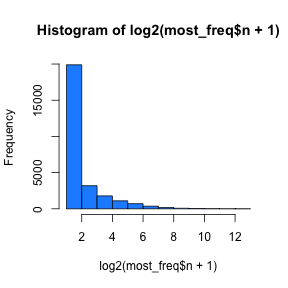 Histogram of log2(most_freq$n + 1)
Frequency
15000
5000
0
2 4 6 8 10 12
log2(most_freq$n + 1)